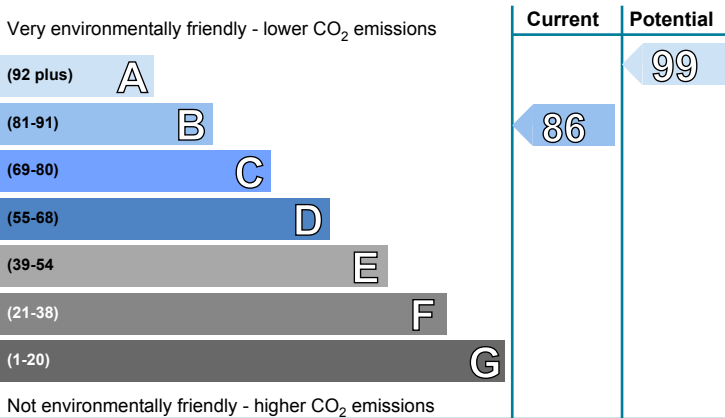 Very environmentally friendly - lower CO2 emissions
Current
Potential
(92 plus) A
99
(81-91) B
86
(69-80) C
(55-68) D
(39-54 E
(21-38) F
(1-20) G
Not environmentally friendly - higher CO2 emissions